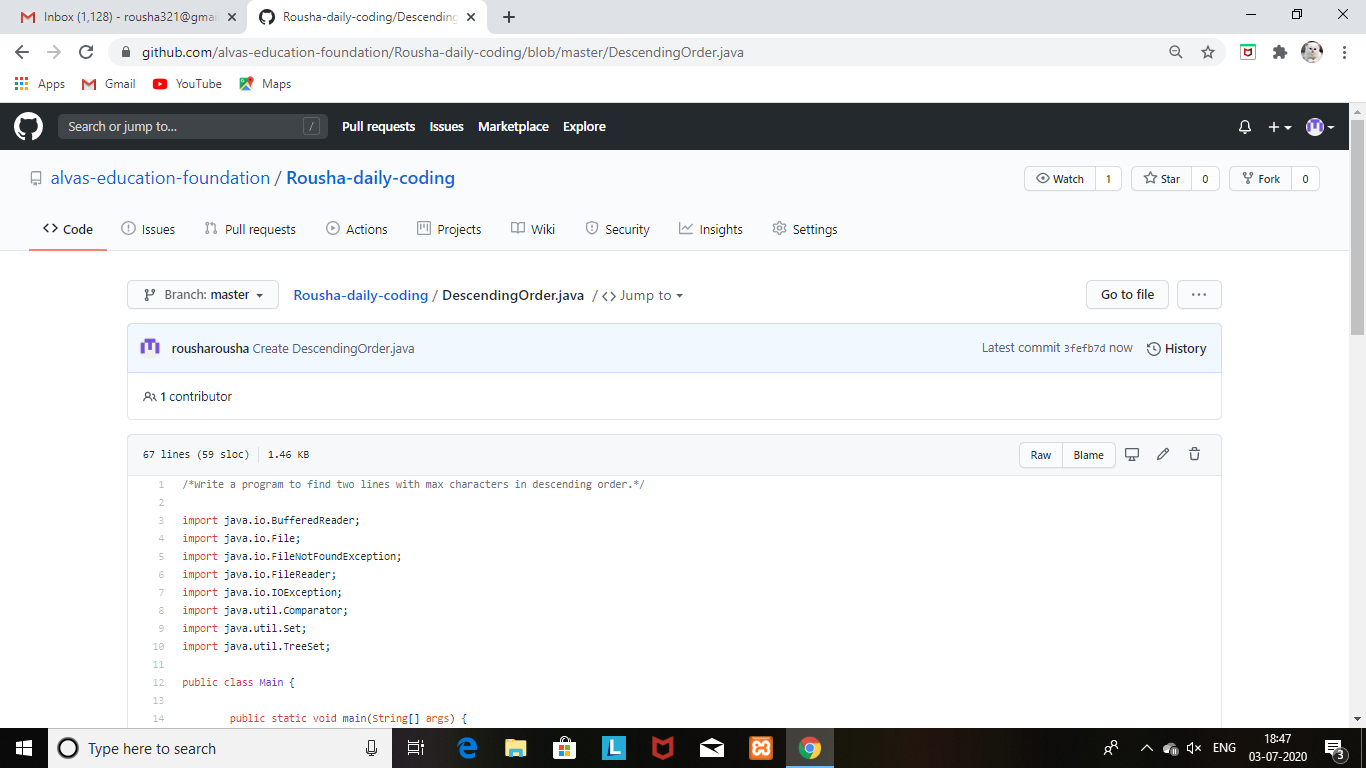 Inbox (1,128) - rousha321@gmai
Rousha-daily-coding/Descending
github.com/alvas-education-foundation/Rousha-daily-coding/blob/master/DescendingOrder.java
Apps Gmail YouTube Maps
Search or jump to... / Pull requests Issues Marketplace Explore
alvas-education-foundation / Rousha-daily-coding Watch 1 Star 0 Fork 0
Code Issues Pull requests Actions Projects Wiki Security Insights Settings
Branch: master Rousha-daily-coding / DescendingOrder.java / <> Jump to Go to file ...
rousharousha Create DescendingOrder.java Latest commit 3fefb7d now History
1 contributor
67 lines (59 sloc) 1.46 KB Raw Blame
1 /*Write a program to find two lines with max characters in descending order.*/
2
3 import java.io.BufferedReader;
4 import java.io.File;
5 import java.io.FileNotFoundException;
6 import java.io.FileReader;
7 import java.io.IOException;
8 import java.util.Comparator;
9 import java.util.Set;
10 import java.util.TreeSet;
11
12 public class Main {
13
14 public static void main(String[] args) {
Type here to search ENG 18:47
03-07-2020 3